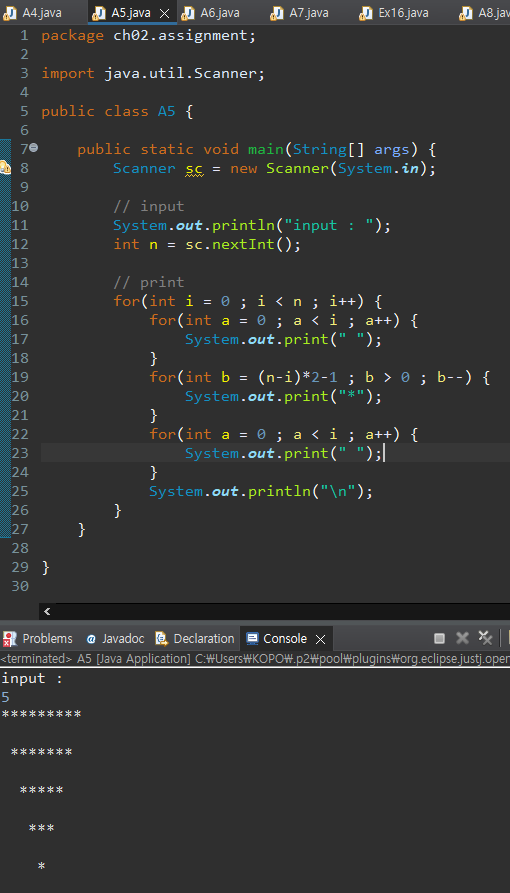 A4.java A5.java A6.java A7.java Ex16.java A8.jav
1 package ch02.assignment;
2
3 import java.util.Scanner;
4
5 public class A5 {
6
7     public static void main(String[] args) {
8         Scanner sc = new Scanner(System.in);
9
10         // input
11         System.out.println("input : ");
12         int n = sc.nextInt();
13
14         // print
15         for(int i = 0 ; i < n ; i++) {
16             for(int a = 0 ; a < i ; a++) {
17                 System.out.print(" ");
18             }
19             for(int b = (n-i)*2-1 ; b > 0 ; b--) {
20                 System.out.print("*");
21             }
22             for(int a = 0 ; a < i ; a++) {
23                 System.out.print(" ");
24             }
25             System.out.println("\n");
26         }
27     }
28
29 }
30
Problems Javadoc Declaration Console
<terminated> A5 [Java Application] C:₩Users₩KOPO₩.p2₩pool₩plugins₩org.eclipse.justj.open
input :
5
*********
 *******
  *****
   ***
    *